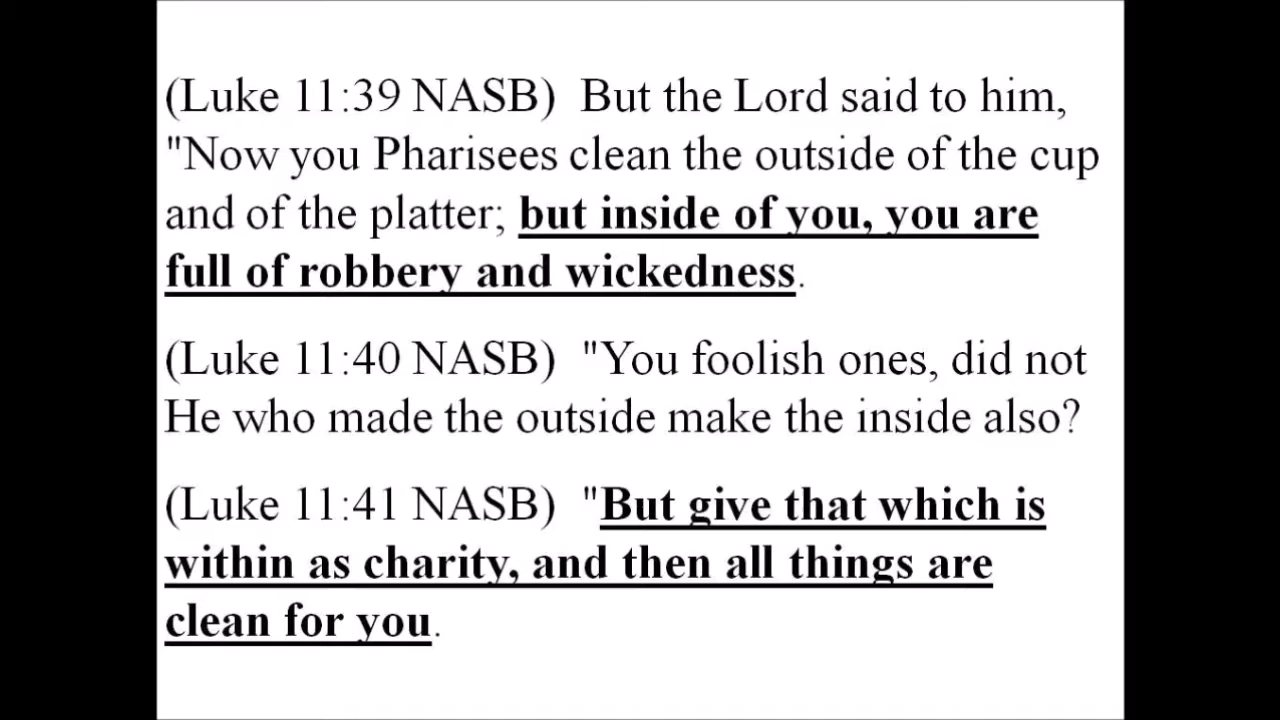 (Luke 11:39 NASB)  But the Lord said to him,
"Now you Pharisees clean the outside of the cup
and of the platter; but inside of you, you are
full of robbery and wickedness.
(Luke 11:40 NASB)  "You foolish ones, did not
He who made the outside make the inside also?
(Luke 11:41 NASB)  "But give that which is
within as charity, and then all things are
clean for you.